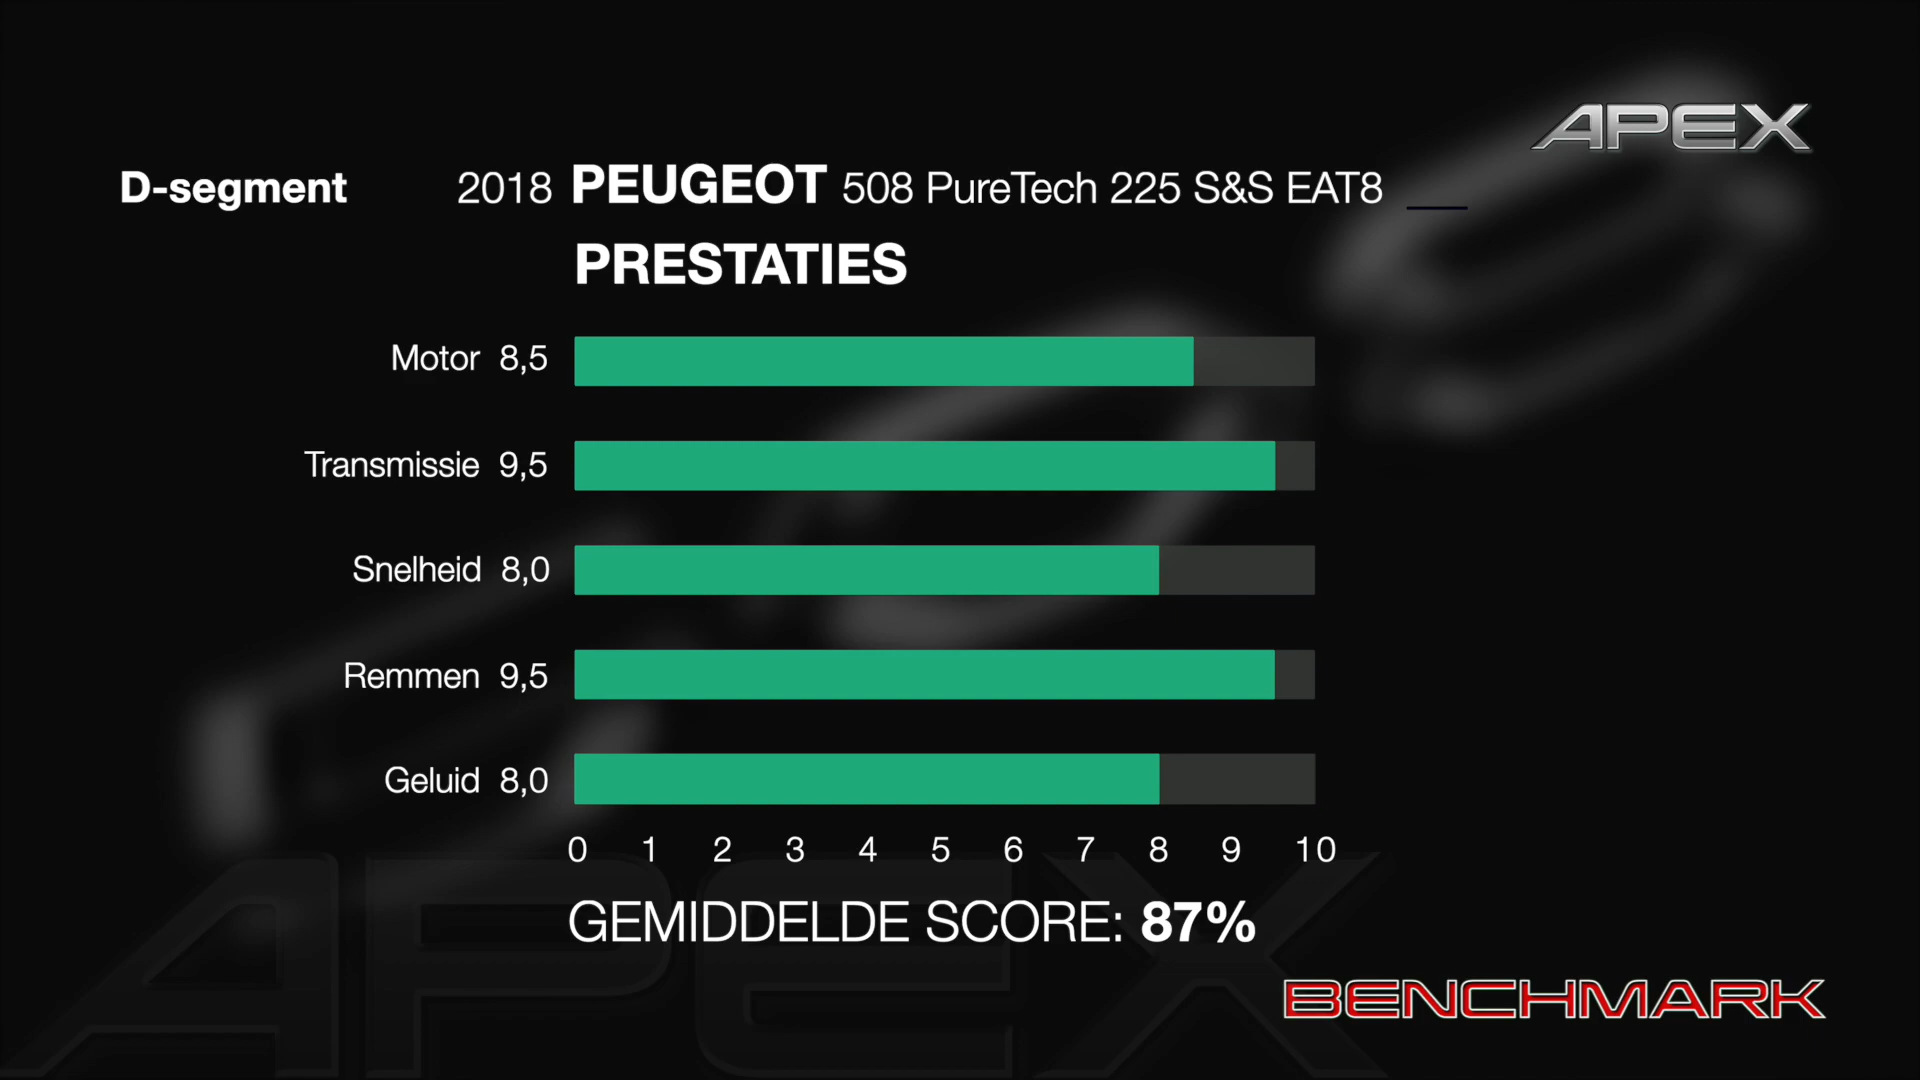 APEX
D-segment 2018 PEUGEOT 508 PureTech 225 S&S EAT8
PRESTATIES
Motor 8,5
Transmissie 9,5
Snelheid 8,0
Remmen 9,5
Geluid 8,0
0 1 2 3 4 5 6 7 8 9 10
GEMIDDELDE SCORE: 87%
APEX
BENCHMARK